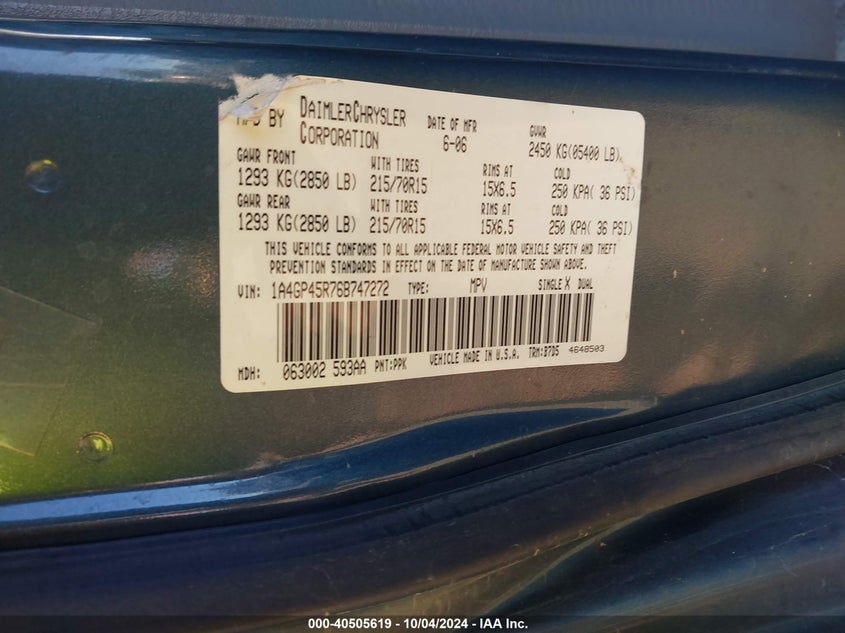 MFD BY DAIMLERCHRYSLER CORPORATION DATE OF MFR 6-06 GVWR 2450 KG(05400 LB)
GAWR FRONT WITH TIRES RIMS AT COLD
1293 KG(2850 LB) 215/70R15 15X6.5 250 KPA( 36 PSI)
GAWR REAR WITH TIRES RIMS AT COLD
1293 KG(2850 LB) 215/70R15 15X6.5 250 KPA( 36 PSI)
THIS VEHICLE CONFORMS TO ALL APPLICABLE FEDERAL MOTOR VEHICLE SAFETY AND THEFT
PREVENTION STANDARDS IN EFFECT ON THE DATE OF MANUFACTURE SHOWN ABOVE.
VIN: 1A4GP45R76B747272 TYPE: MPV SINGLE X DUAL
MDH: 063002 593AA PNT:PPK VEHICLE MADE IN U.S.A. TRM:B7D5 4648503
000-40505619 - 10/04/2024 - IAA Inc.